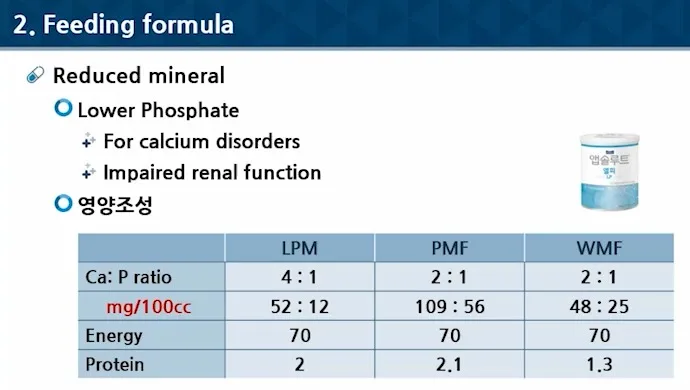 2. Feeding formula
Reduced mineral
Lower Phosphate
For calcium disorders
Impaired renal function
앱솔루트
엘피
영양조성
LPM PMF WMF
Ca: P ratio 4 : 1 2 : 1 2 : 1
mg/100cc 52 : 12 109 : 56 48 : 25
Energy 70 70 70
Protein 2 2.1 1.3